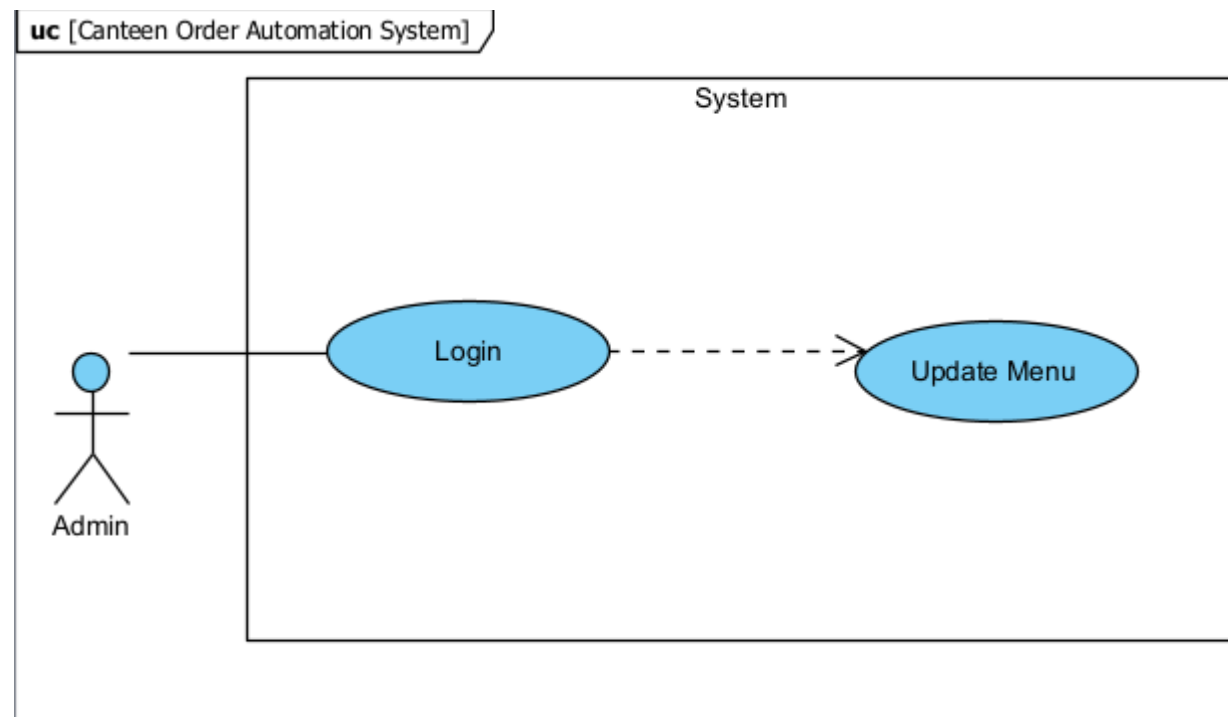 uc [Canteen Order Automation System]
System
Login
Update Menu
Admin